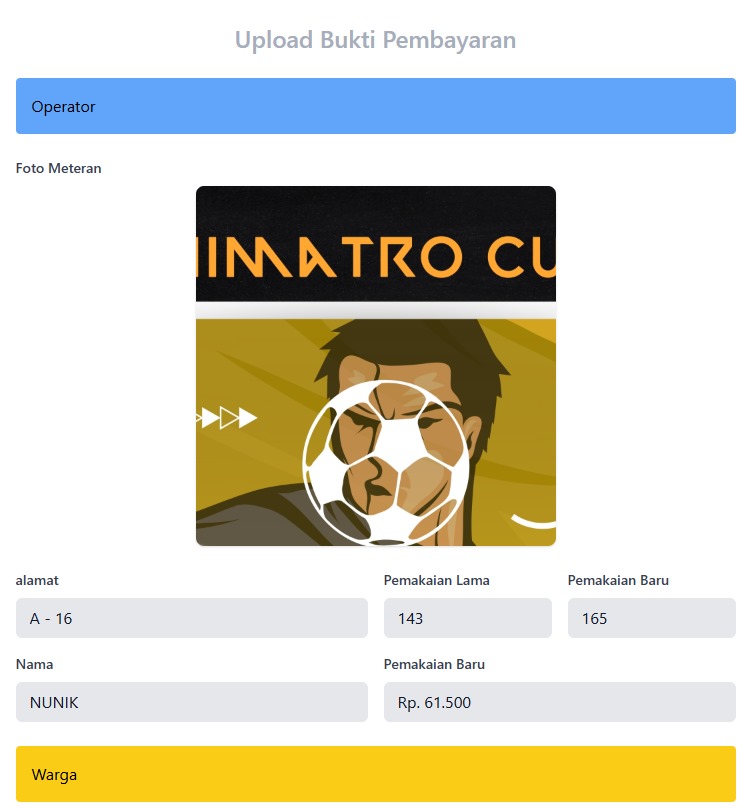 Upload Bukti Pembayaran
Operator
Foto Meteran
IMATRO CU
alamat
Pemakaian Lama
Pemakaian Baru
A - 16
143
165
Nama
Pemakaian Baru
NUNIK
Rp. 61.500
Warga